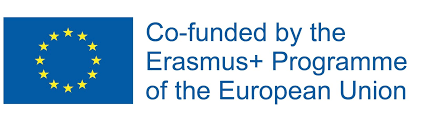 Co-funded by the
Erasmus+ Programme
of the European Union